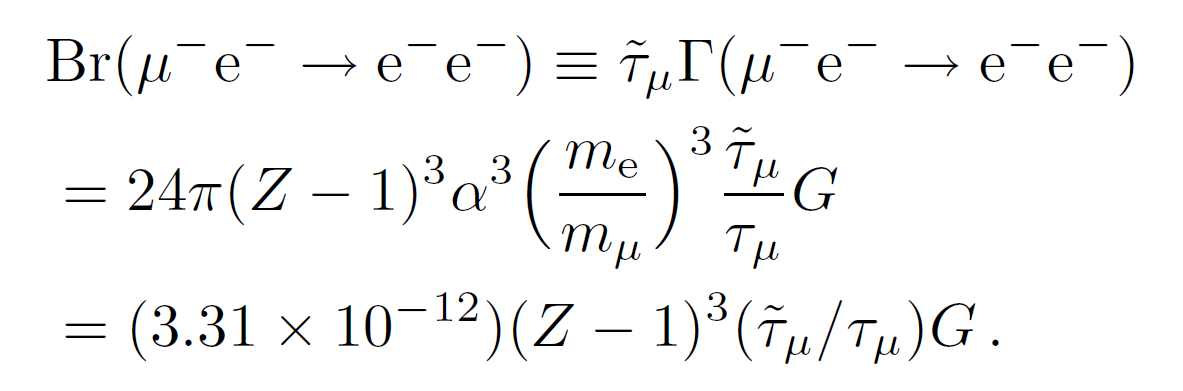 Br(μ⁻e⁻ → e⁻e⁻) ≡ τ̃_μ Γ(μ⁻e⁻ → e⁻e⁻)
= 24π(Z − 1)³α³(m_e/m_μ)³ (τ̃_μ/τ_μ) G
= (3.31 × 10⁻¹²)(Z − 1)³(τ̃_μ/τ_μ)G .